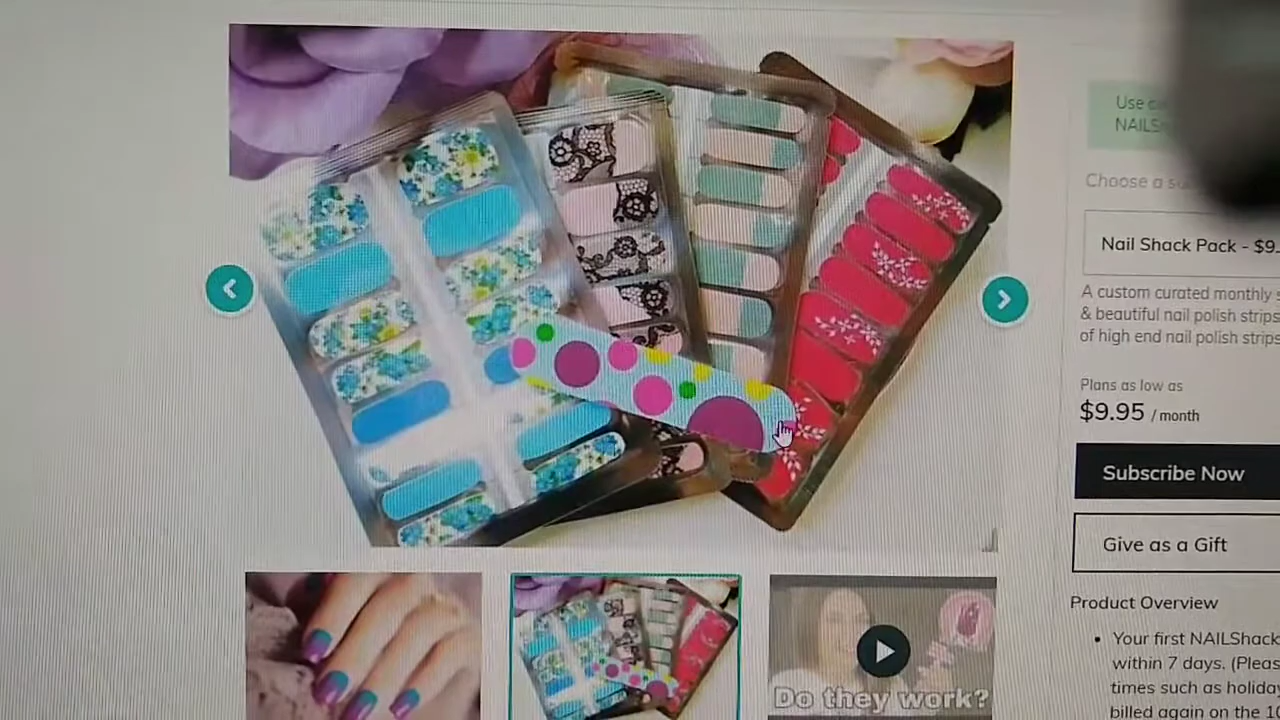 Use
NAILS
Choose a
Nail Shack Pack - $9
A custom curated monthly
& beautiful nail polish strips
of high end nail polish strips
Plans as low as
$9.95 / month
Subscribe Now
Give as a Gift
Product Overview
• Your first NAILShack
within 7 days. (Pleas
times such as holiday
billed again on the 10
Do they work?